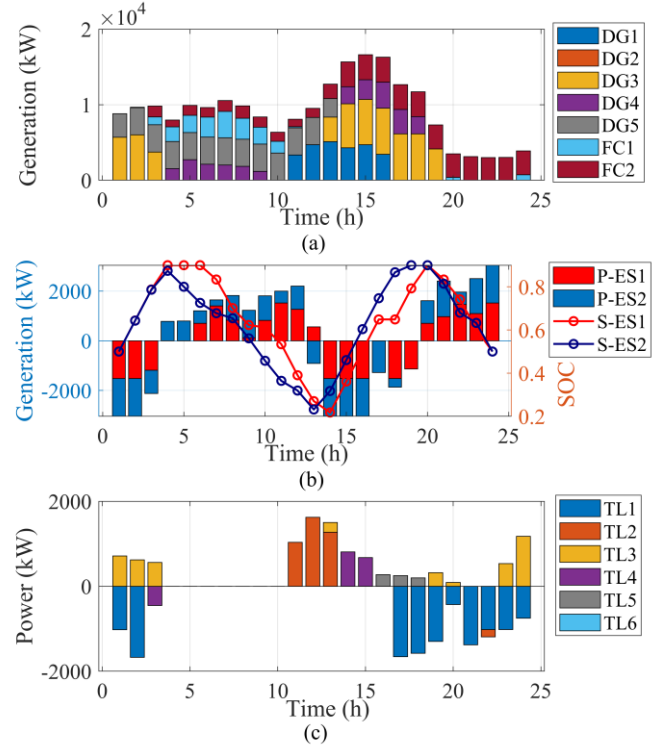 (a)
×10⁴
Generation (kW)
2
1
0
0 5 10 15 20 25
Time (h)
DG1
DG2
DG3
DG4
DG5
FC1
FC2
(b)
Generation (kW)
2000
0
-2000
0.8
0.6
0.4
0.2
SOC
0 5 10 15 20 25
Time (h)
P-ES1
P-ES2
S-ES1
S-ES2
Power (kW)
2000
0
-2000
0 5 10 15 20 25
Time (h)
TL1
TL2
TL3
TL4
TL5
TL6
(c)